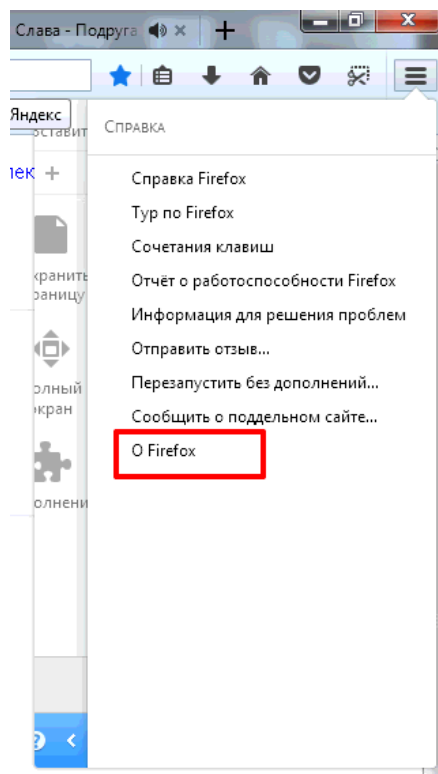 Слава - Подруга
Яндекс
Справка
Справка Firefox
Тур по Firefox
Сочетания клавиш
Отчёт о работоспособности Firefox
Информация для решения проблем
Отправить отзыв...
Перезапустить без дополнений...
Сообщить о поддельном сайте...
О Firefox